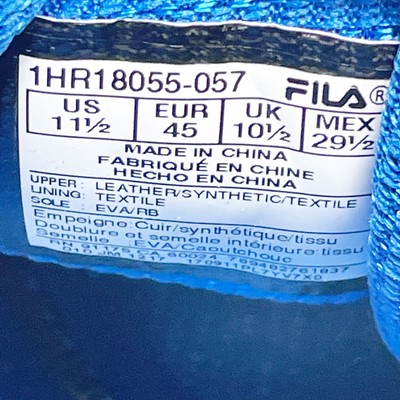 1HR18055-057 FILA®
US EUR UK MEX
11½ 45 10½ 29½
MADE IN CHINA
FABRIQUÉ EN CHINE
HECHO EN CHINA
UPPER: LEATHER/SYNTHETIC/TEXTILE
LINING: TEXTILE
SOLE : EVA/RB
Empeigne:Cuir/synthétique/tissu
Doublure et semelle intérieure:tissu
Semelle :EVA/Caoutchouc